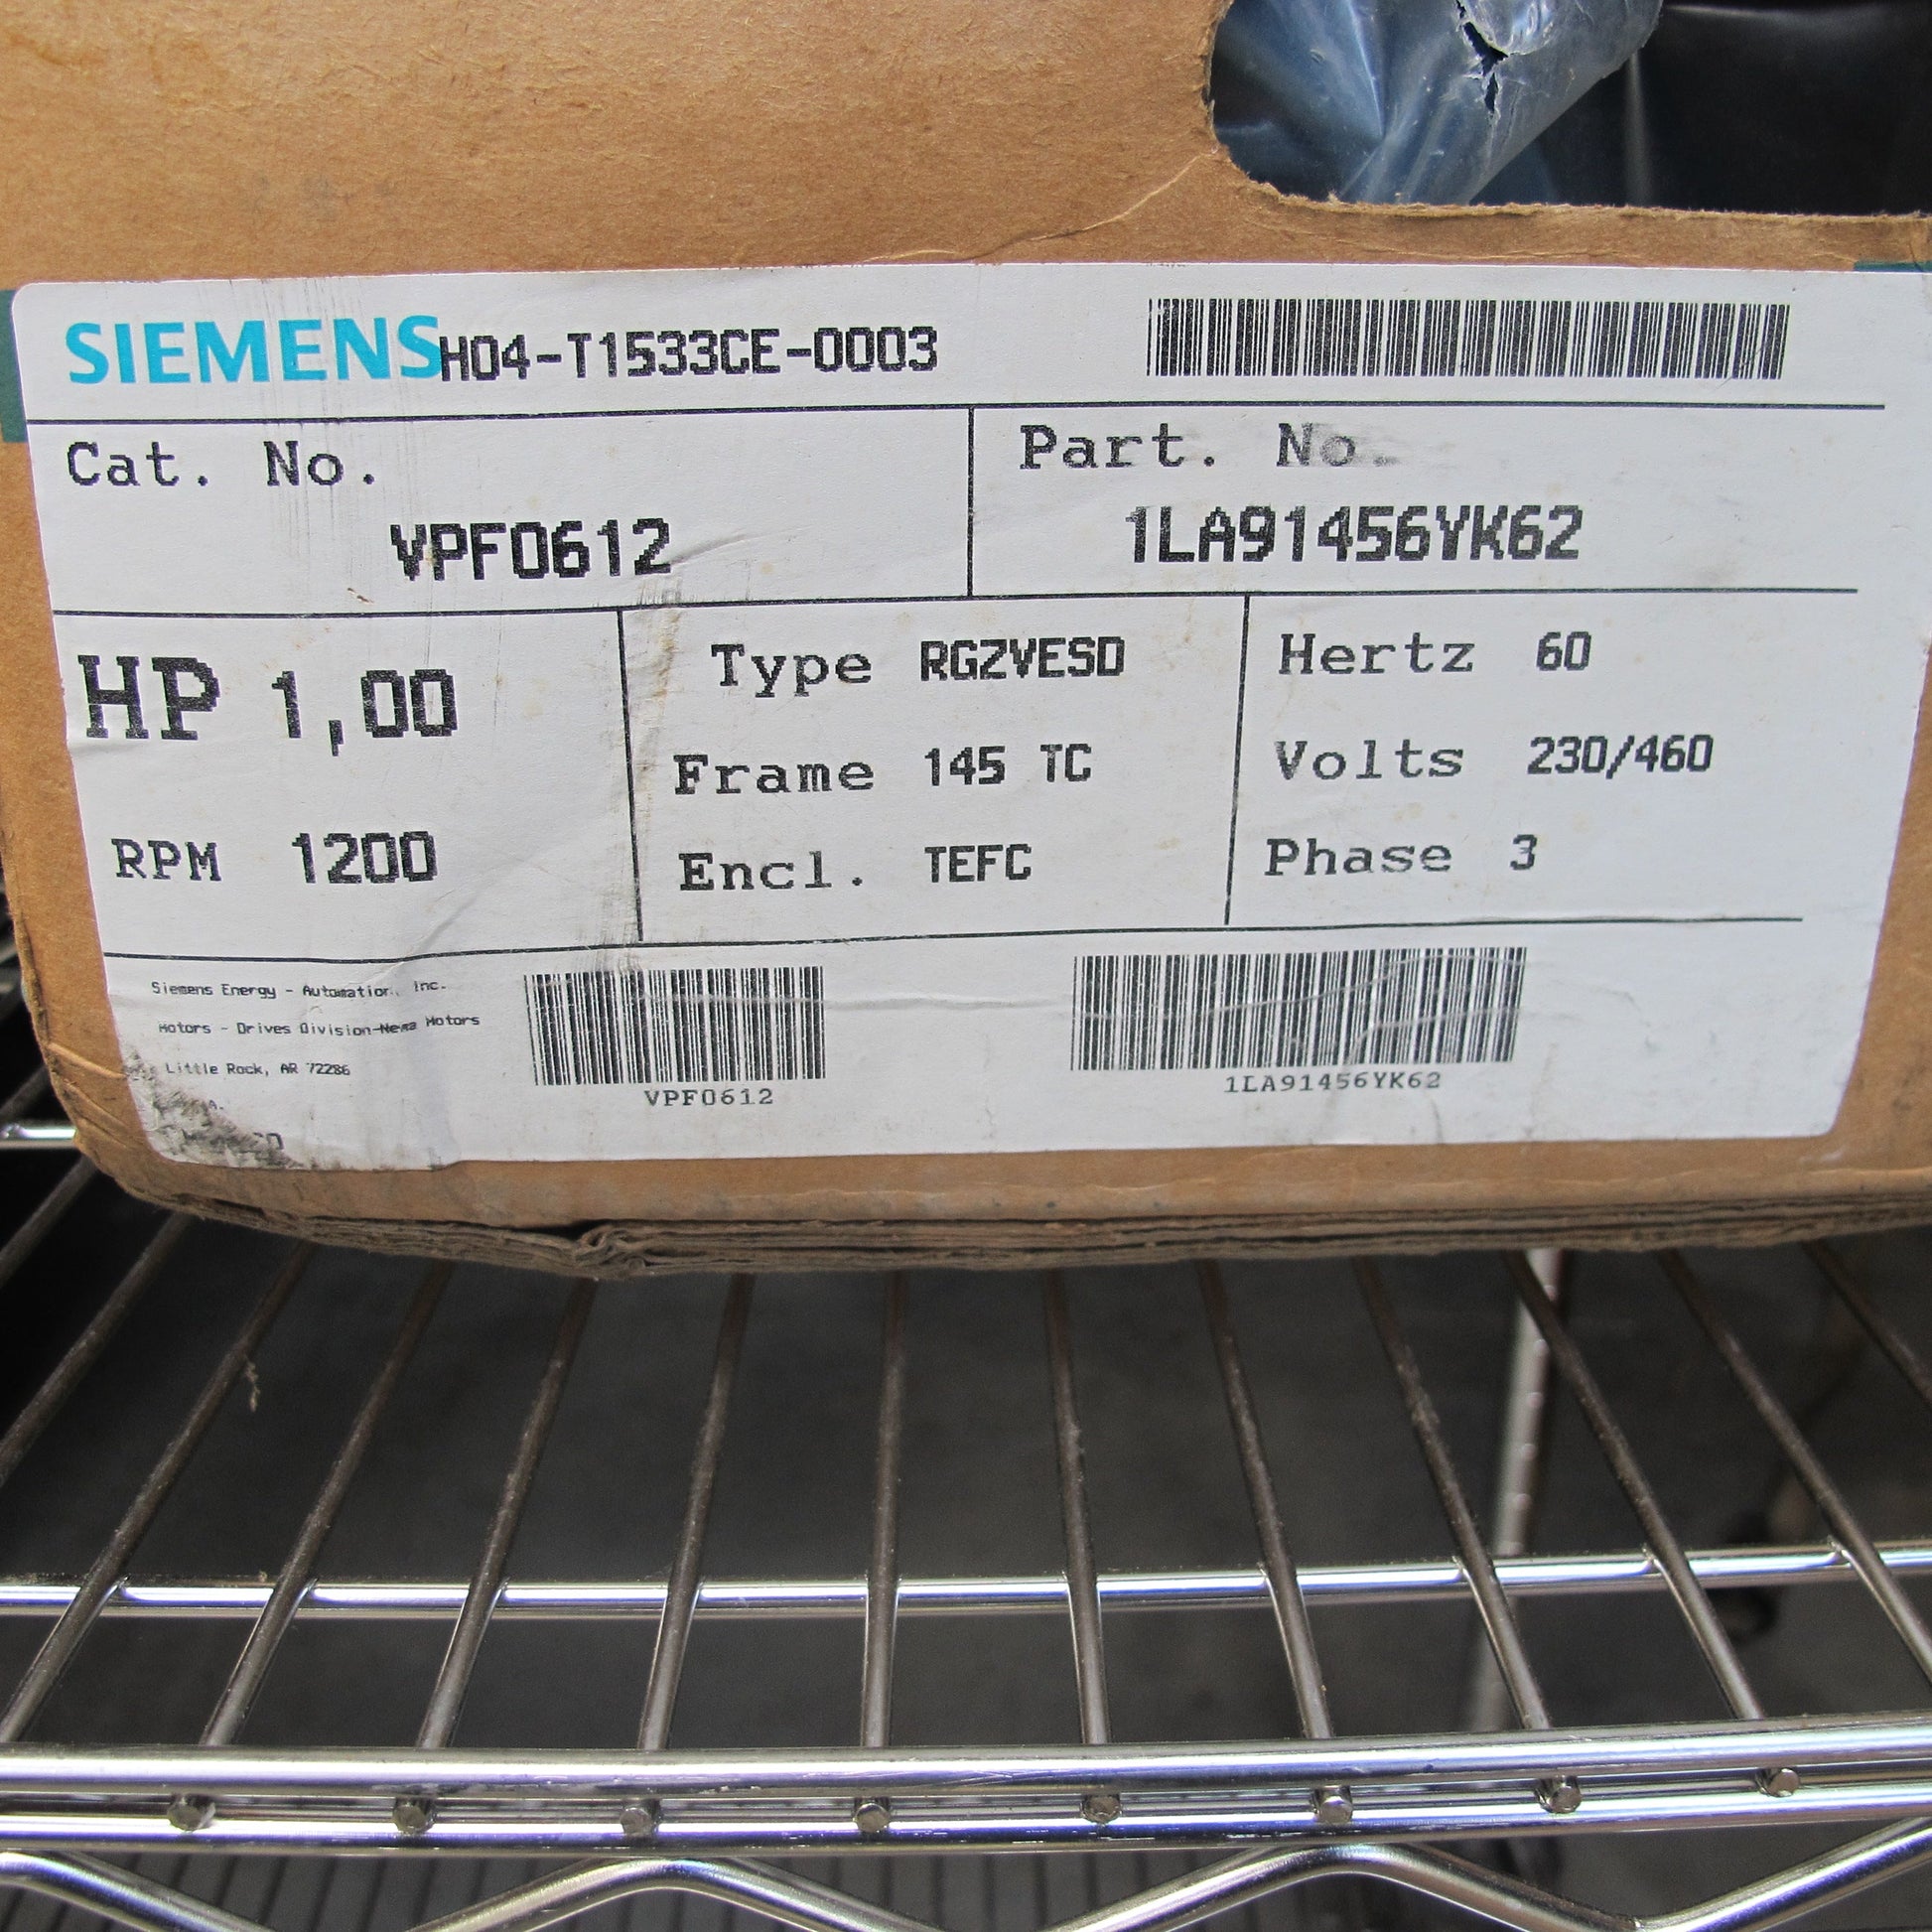 SIEMENS H04-T1533CE-0003
Cat. No.
VPF0612
Part. No.
1LA91456YK62
HP 1,00
RPM 1200
Type RGZVESD
Frame 145 TC
Encl. TEFC
Hertz 60
Volts 230/460
Phase 3
Siemens Energy - Automation, Inc.
Motors - Drives Division-Nema Motors
Little Rock, AR 72286
VPF0612
1LA91456YK62